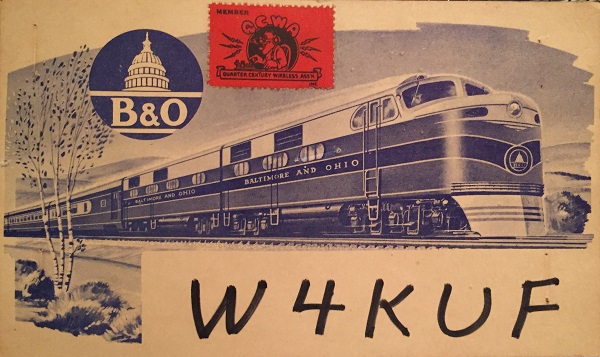 MEMBER
QCWA
QUARTER CENTURY WIRELESS ASS'N
B&O
BALTIMORE AND OHIO
BALTIMORE AND OHIO
W4KUF